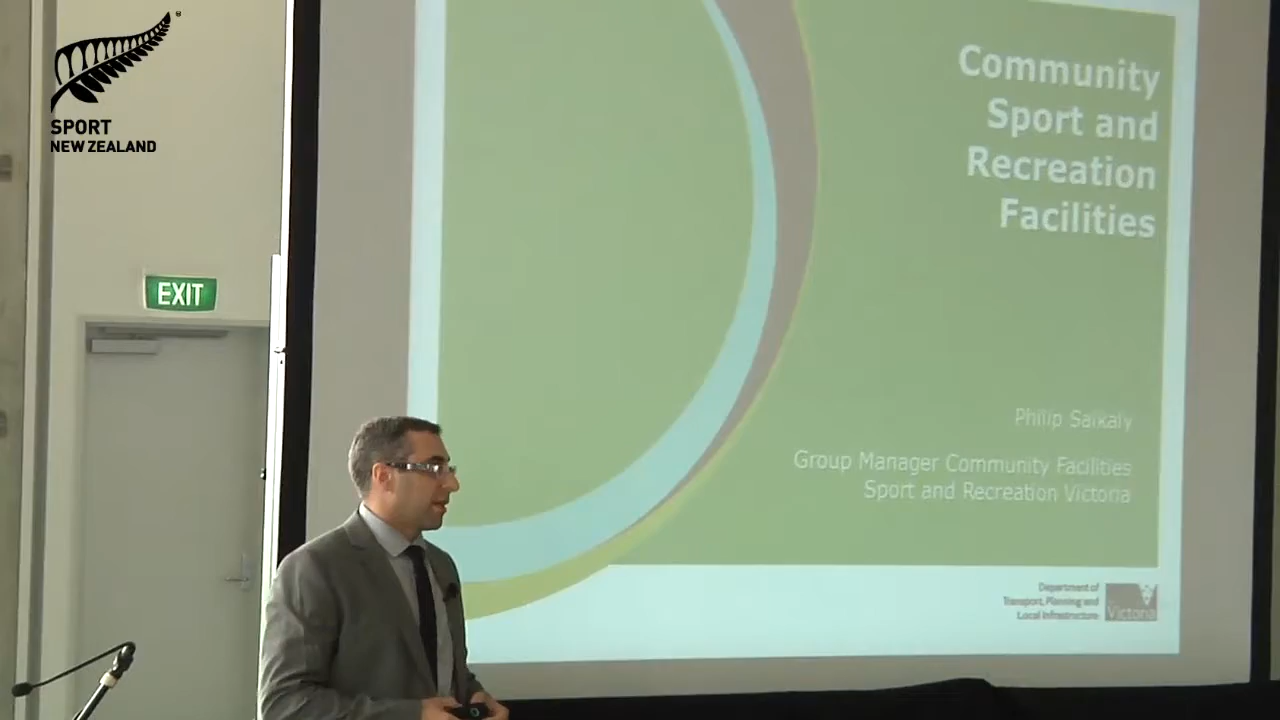 SPORT
NEW ZEALAND
EXIT
Community
Sport and
Recreation
Facilities
Philip Saikaly
Group Manager Community Facilities
Sport and Recreation Victoria
Department of
Transport, Planning and
Local Infrastructure
Victoria